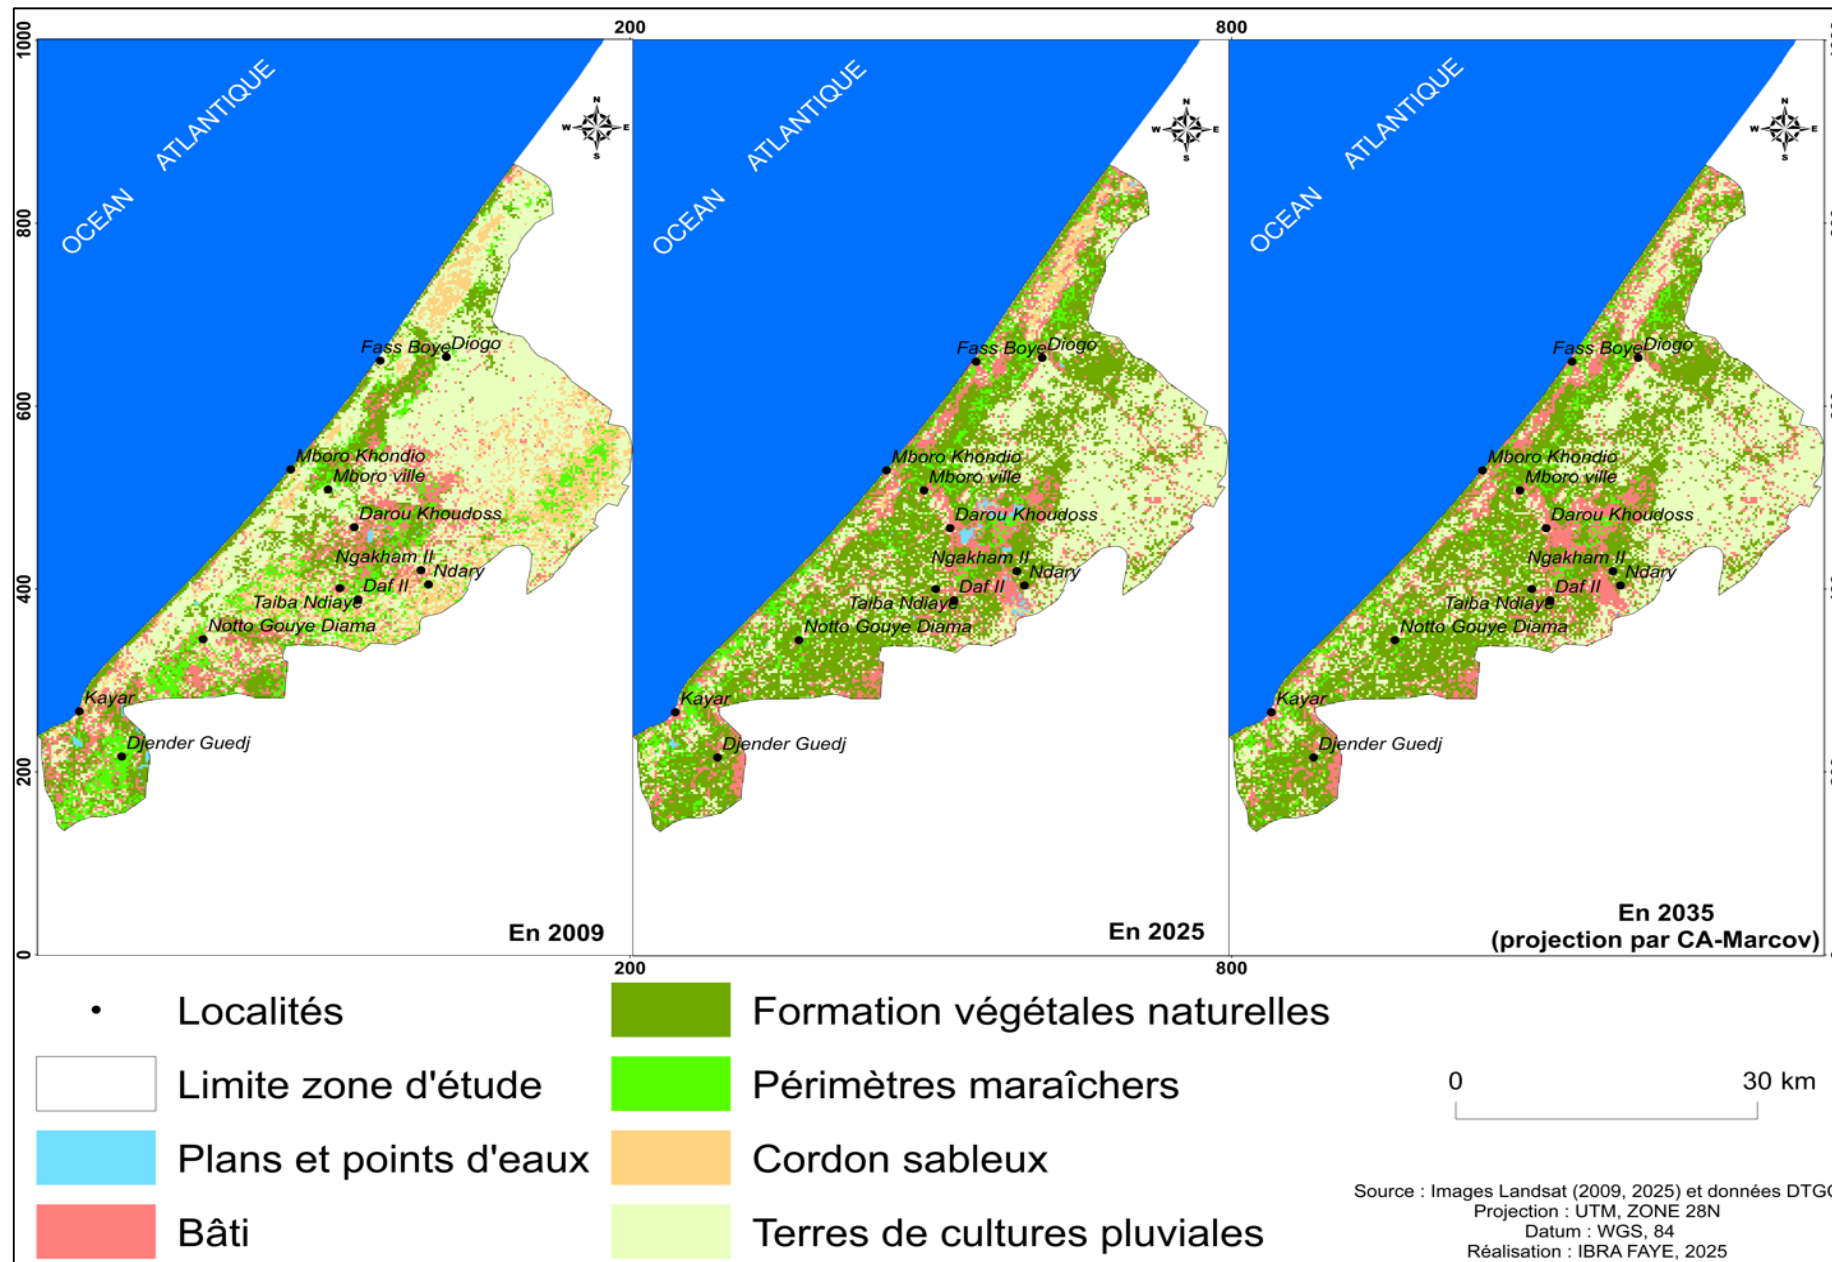 200
800
1000
800
600
400
200
0
OCEAN ATLANTIQUE
N
W E
S
Fass Boye
Diogo
Mboro Khondio
Mboro ville
Darou Khoudoss
Ngakham II
Ndary
Daf II
Taiba Ndiaye
Notto Gouye Diama
Kayar
Djender Guedj
En 2009
OCEAN ATLANTIQUE
N
W E
S
Fass Boye
Diogo
Mboro Khondio
Mboro ville
Darou Khoudoss
Ngakham II
Ndary
Daf II
Taiba Ndiaye
Notto Gouye Diama
Kayar
Djender Guedj
En 2025
OCEAN ATLANTIQUE
N
W E
S
Fass Boye
Diogo
Mboro Khondio
Mboro ville
Darou Khoudoss
Ngakham II
Ndary
Daf II
Taiba Ndiaye
Notto Gouye Diama
Kayar
Djender Guedj
En 2035
(projection par CA-Marcov)
200
800
Localités
Limite zone d'étude
Plans et points d'eaux
Bâti
Formation végétales naturelles
Périmètres maraîchers
Cordon sableux
Terres de cultures pluviales
0 30 km
Source : Images Landsat (2009, 2025) et données
Projection : UTM, ZONE 28N
Datum : WGS, 84
Réalisation : IBRA FAYE, 2025